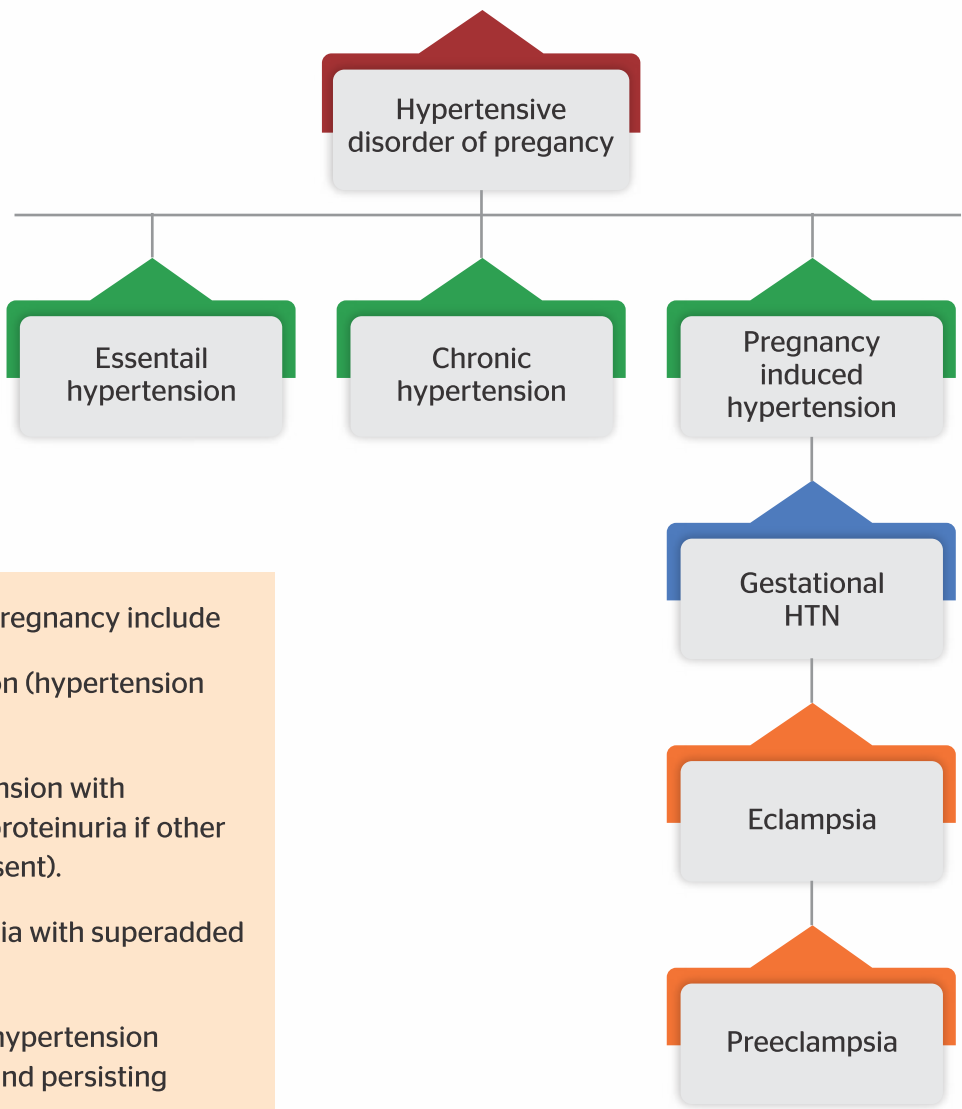 Hypertensive
disorder of pregancy
Essentail
hypertension
Chronic
hypertension
Pregnancy
induced
hypertension
Gestational
HTN
Eclampsia
Preeclampsia
regnancy include
on (hypertension
nsion with
proteinuria if other
sent).
ia with superadded
hypertension
nd persisting